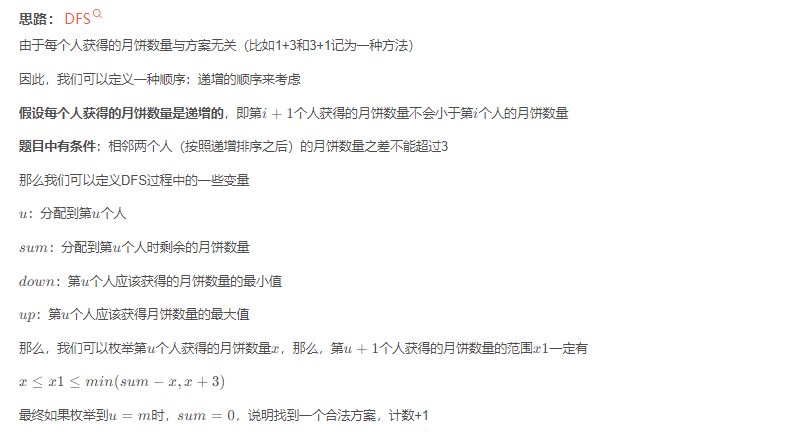 思路： DFS
由于每个人获得的月饼数量与方案无关（比如1+3和3+1记为一种方法）
因此，我们可以定义一种顺序：递增的顺序来考虑
假设每个人获得的月饼数量是递增的，即第i + 1个人获得的月饼数量不会小于第i个人的月饼数量
题目中有条件：相邻两个人（按照递增排序之后）的月饼数量之差不能超过3
那么我们可以定义DFS过程中的一些变量
u：分配到第u个人
sum：分配到第u个人时剩余的月饼数量
down：第u个人应该获得的月饼数量的最小值
up：第u个人应该获得月饼数量的最大值
那么，我们可以枚举第u个人获得的月饼数量x，那么，第u + 1个人获得的月饼数量的范围x1一定有
x ≤ x1 ≤ min(sum − x, x + 3)
最终如果枚举到u = m时，sum = 0，说明找到一个合法方案，计数+1